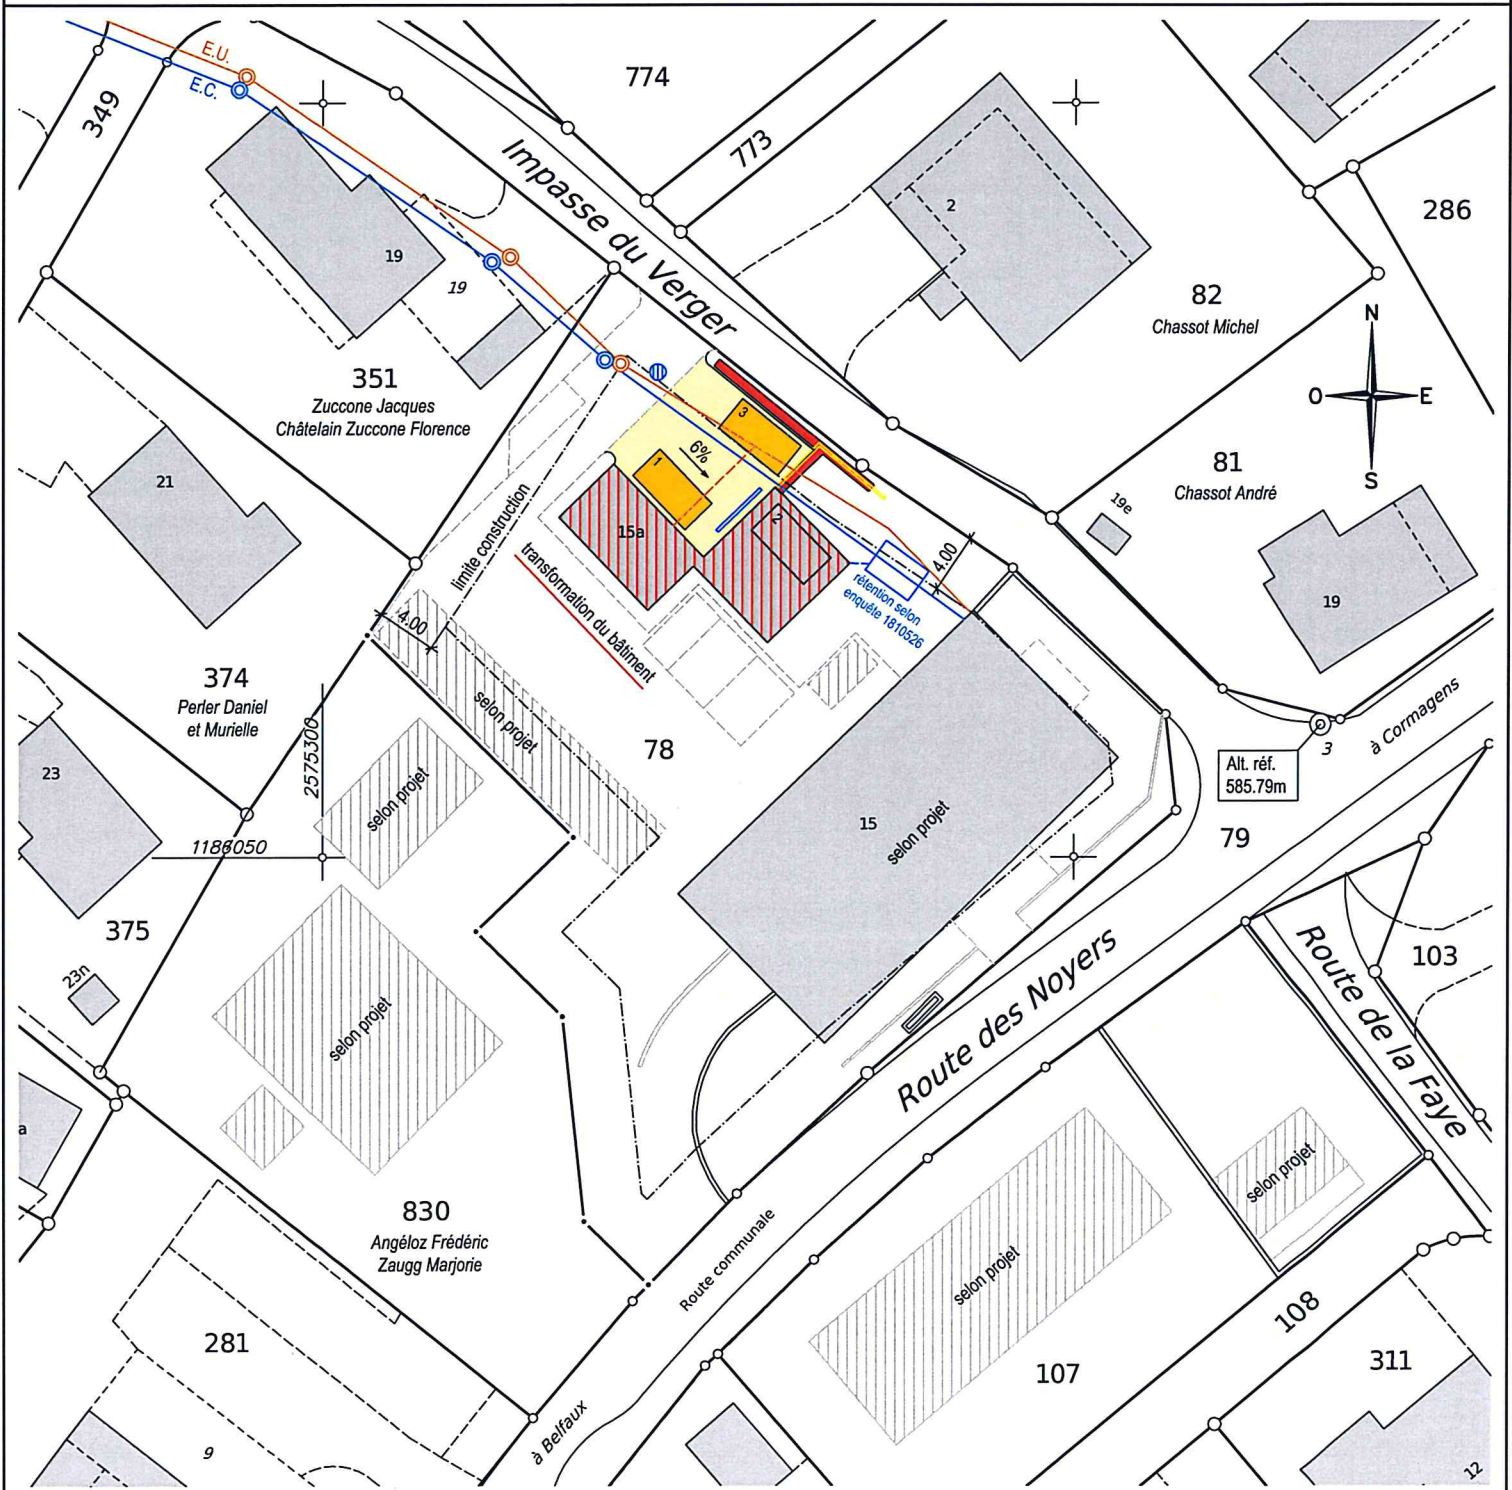 E.U.
E.C.
349
774
773
Impasse du Verger
2
286
19
19
82
Chassot Michel
N
O
E
S
351
Zuccone Jacques
Châtelain Zuccone Florence
3
6%
1
2
15a
21
81
Chassot André
19e
19
limite construction
transformation du bâtiment
4.00
rétention selon
enquête 1810526
4.00
374
Perler Daniel
et Murielle
2575300
selon projet
78
23
selon projet
1186050
15
selon projet
Alt. réf.
585.79m
3
à Cormagens
79
375
23n
selon projet
103
Route des Noyers
Route de la Faye
a
830
Angéloz Frédéric
Zaugg Marjorie
Route communale
selon projet
selon projet
281
107
108
311
9
à Belfaux
12